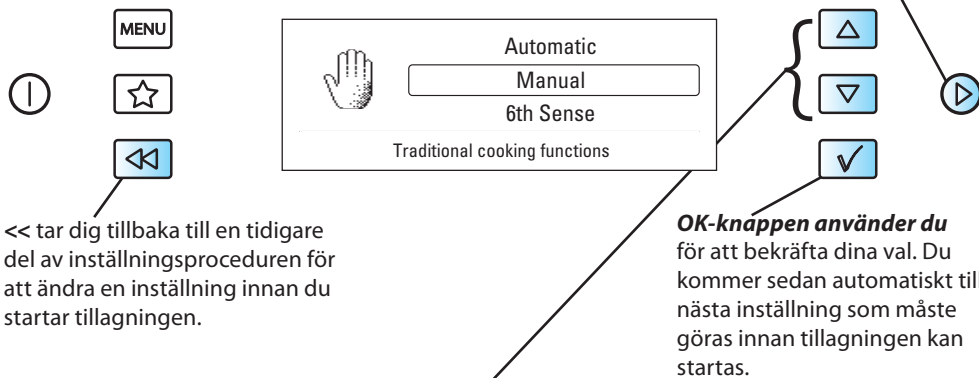 MENU
Automatic
Manual
6th Sense
Traditional cooking functions
<< tar dig tillbaka till en tidigare
del av inställningsproceduren för
att ändra en inställning innan du
startar tillagningen.
OK-knappen använder du
för att bekräfta dina val. Du
kommer sedan automatiskt till
nästa inställning som måste
göras innan tillagningen kan
startas.